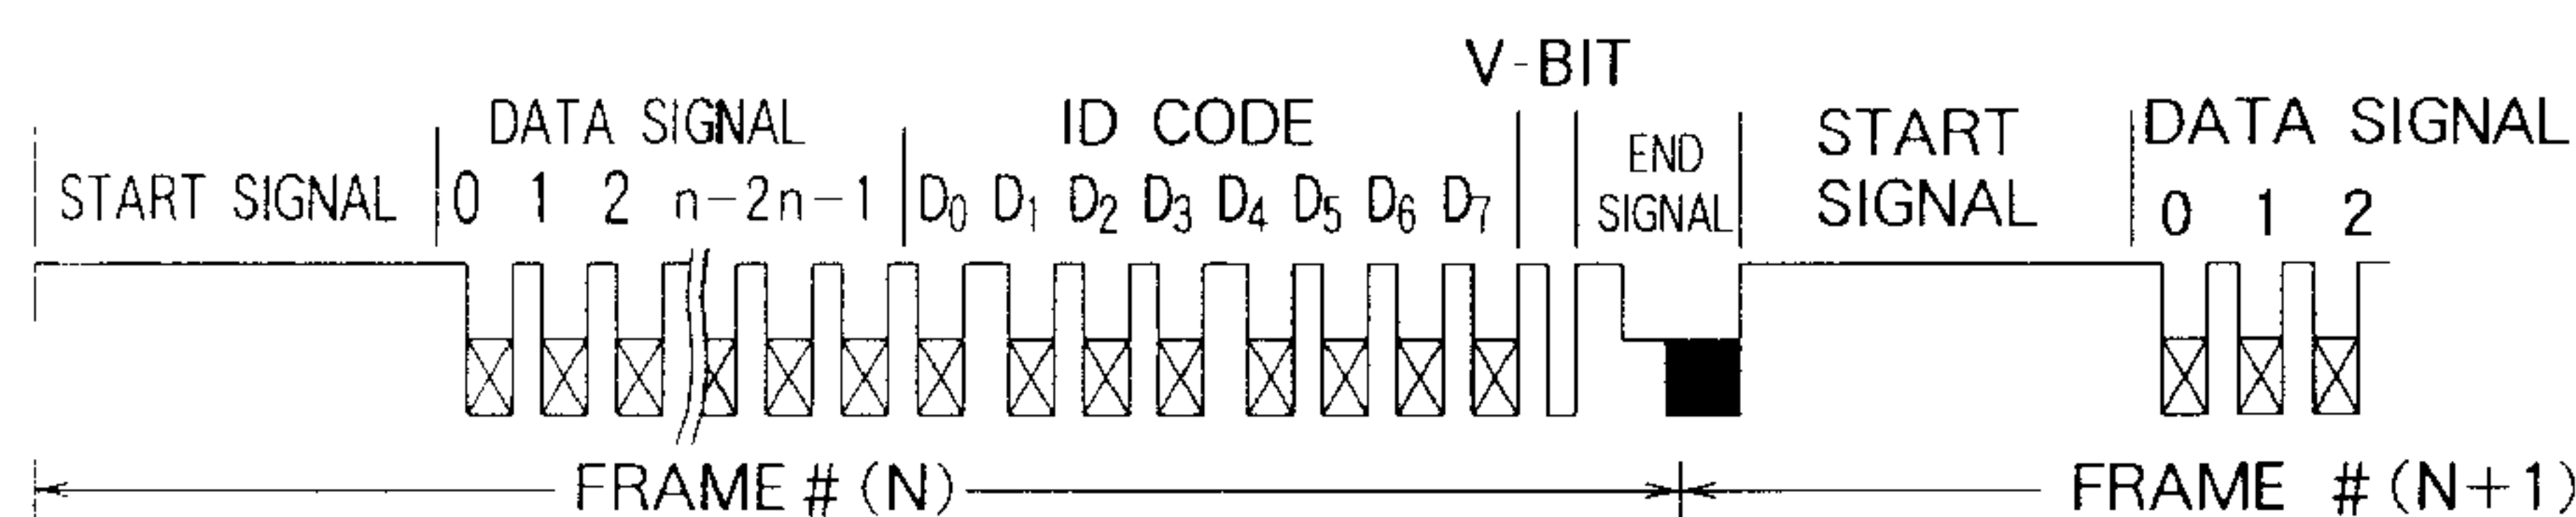 V-BIT
DATA SIGNAL ID CODE END START DATA SIGNAL
START SIGNAL 0 1 2 n-2 n-1 D₀ D₁ D₂ D₃ D₄ D₅ D₆ D₇ SIGNAL SIGNAL 0 1 2
FRAME # (N) FRAME # (N+1)